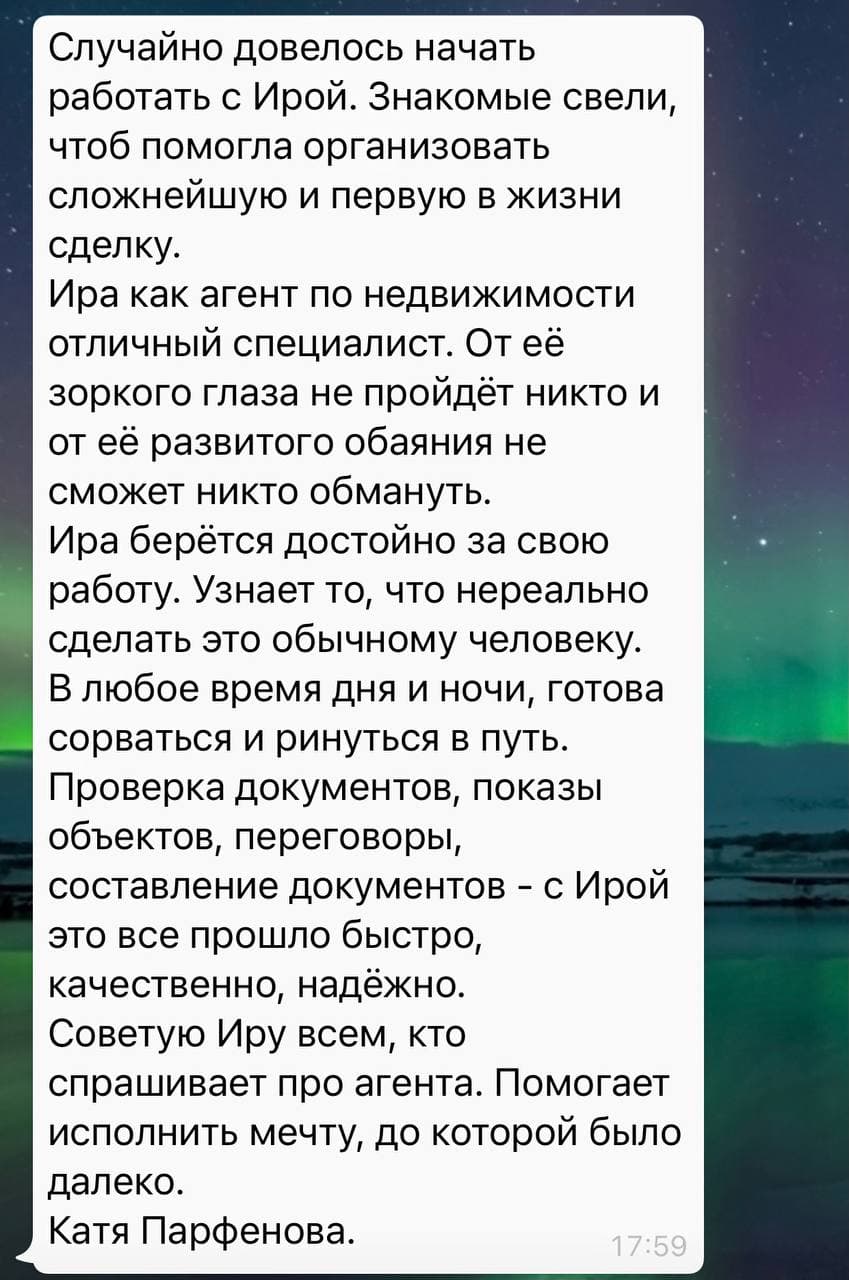 Случайно довелось начать
работать с Ирой. Знакомые свели,
чтоб помогла организовать
сложнейшую и первую в жизни
сделку.
Ира как агент по недвижимости
отличный специалист. От её
зоркого глаза не пройдёт никто и
от её развитого обаяния не
сможет никто обмануть.
Ира берётся достойно за свою
работу. Узнает то, что нереально
сделать это обычному человеку.
В любое время дня и ночи, готова
сорваться и ринуться в путь.
Проверка документов, показы
объектов, переговоры,
составление документов - с Ирой
это все прошло быстро,
качественно, надёжно.
Советую Иру всем, кто
спрашивает про агента. Помогает
исполнить мечту, до которой было
далеко.
Катя Парфенова.
17:59